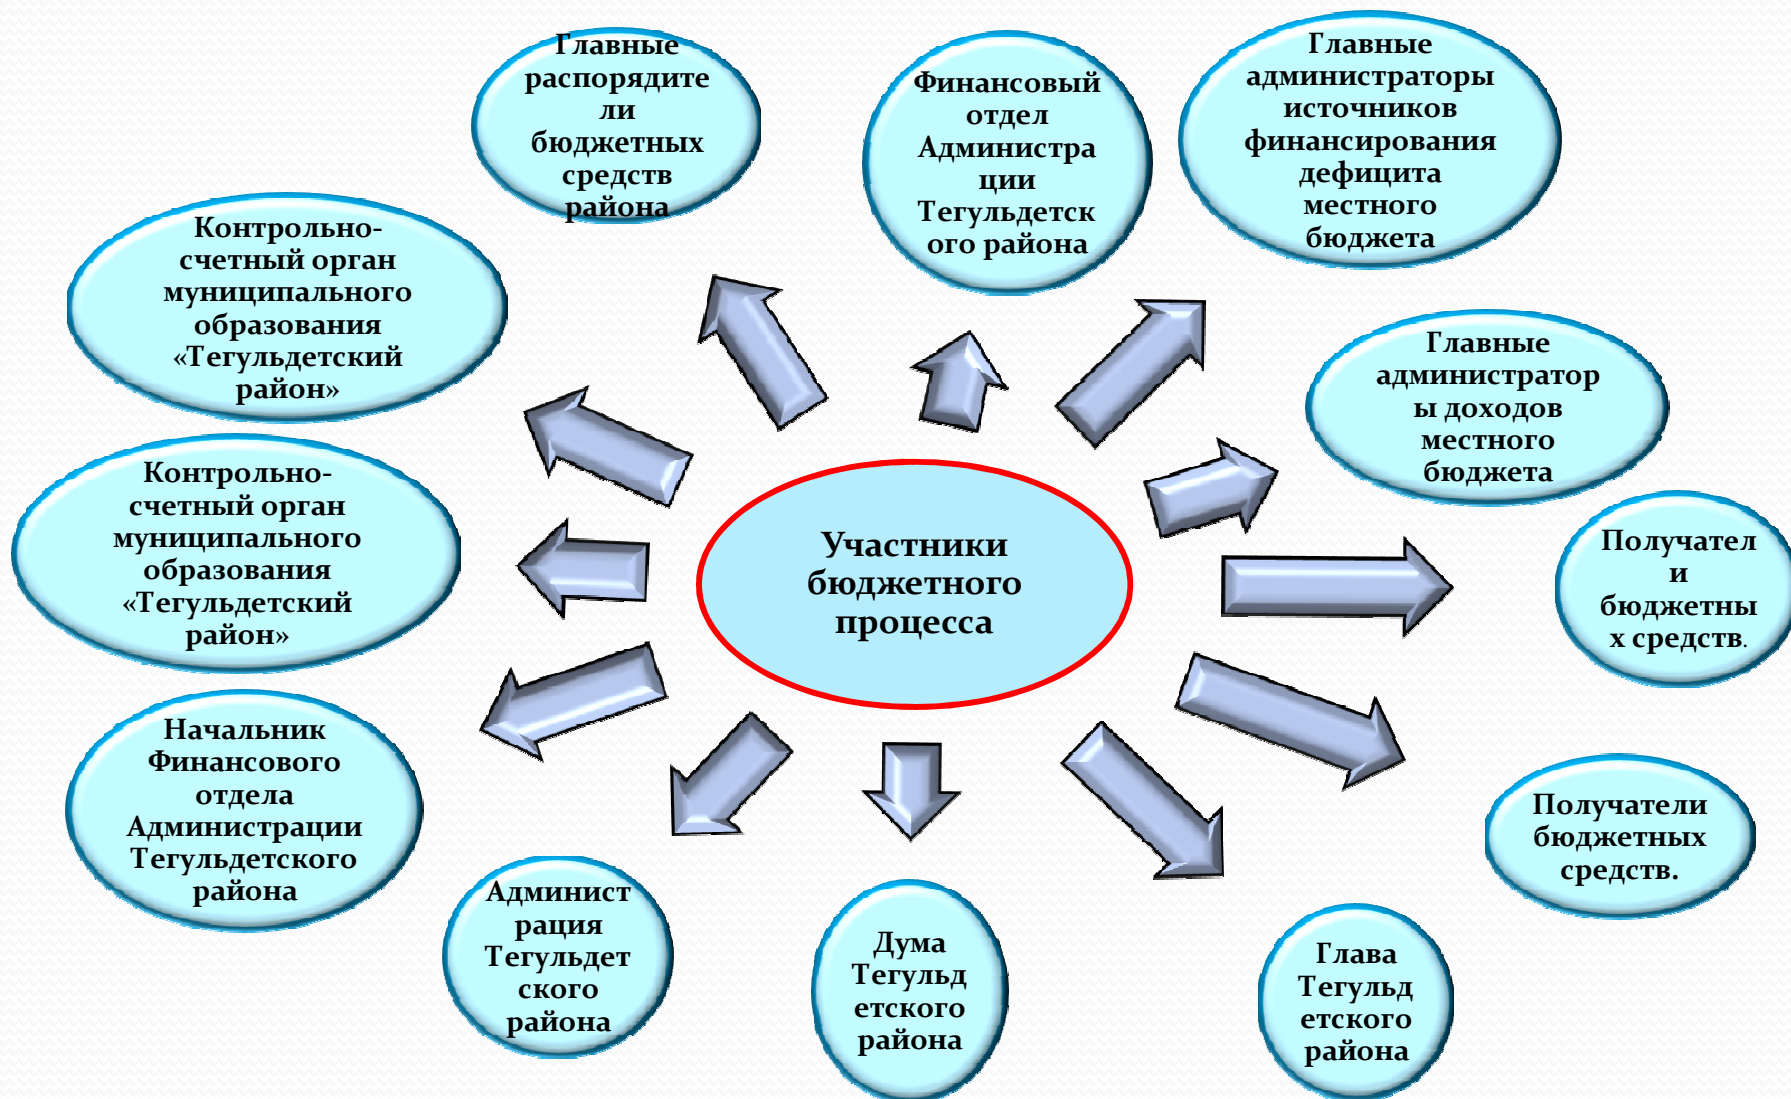 Главные
распорядите
ли
бюджетных
средств
района
Финансовый
отдел
Администра
ции
Тегульдетск
ого района
Главные
администраторы
источников
финансирования
дефицита
местного
бюджета
Контрольно-
счетный орган
муниципального
образования
«Тегульдетский
район»
Главные
администратор
ы доходов
местного
бюджета
Контрольно-
счетный орган
муниципального
образования
«Тегульдетский
район»
Участники
бюджетного
процесса
Получател
и
бюджетны
х средств.
Начальник
Финансового
отдела
Администрации
Тегульдетского
района
Получатели
бюджетных
средств.
Админист
рация
Тегульдет
ского
района
Дума
Тегульд
етского
района
Глава
Тегульд
етского
района